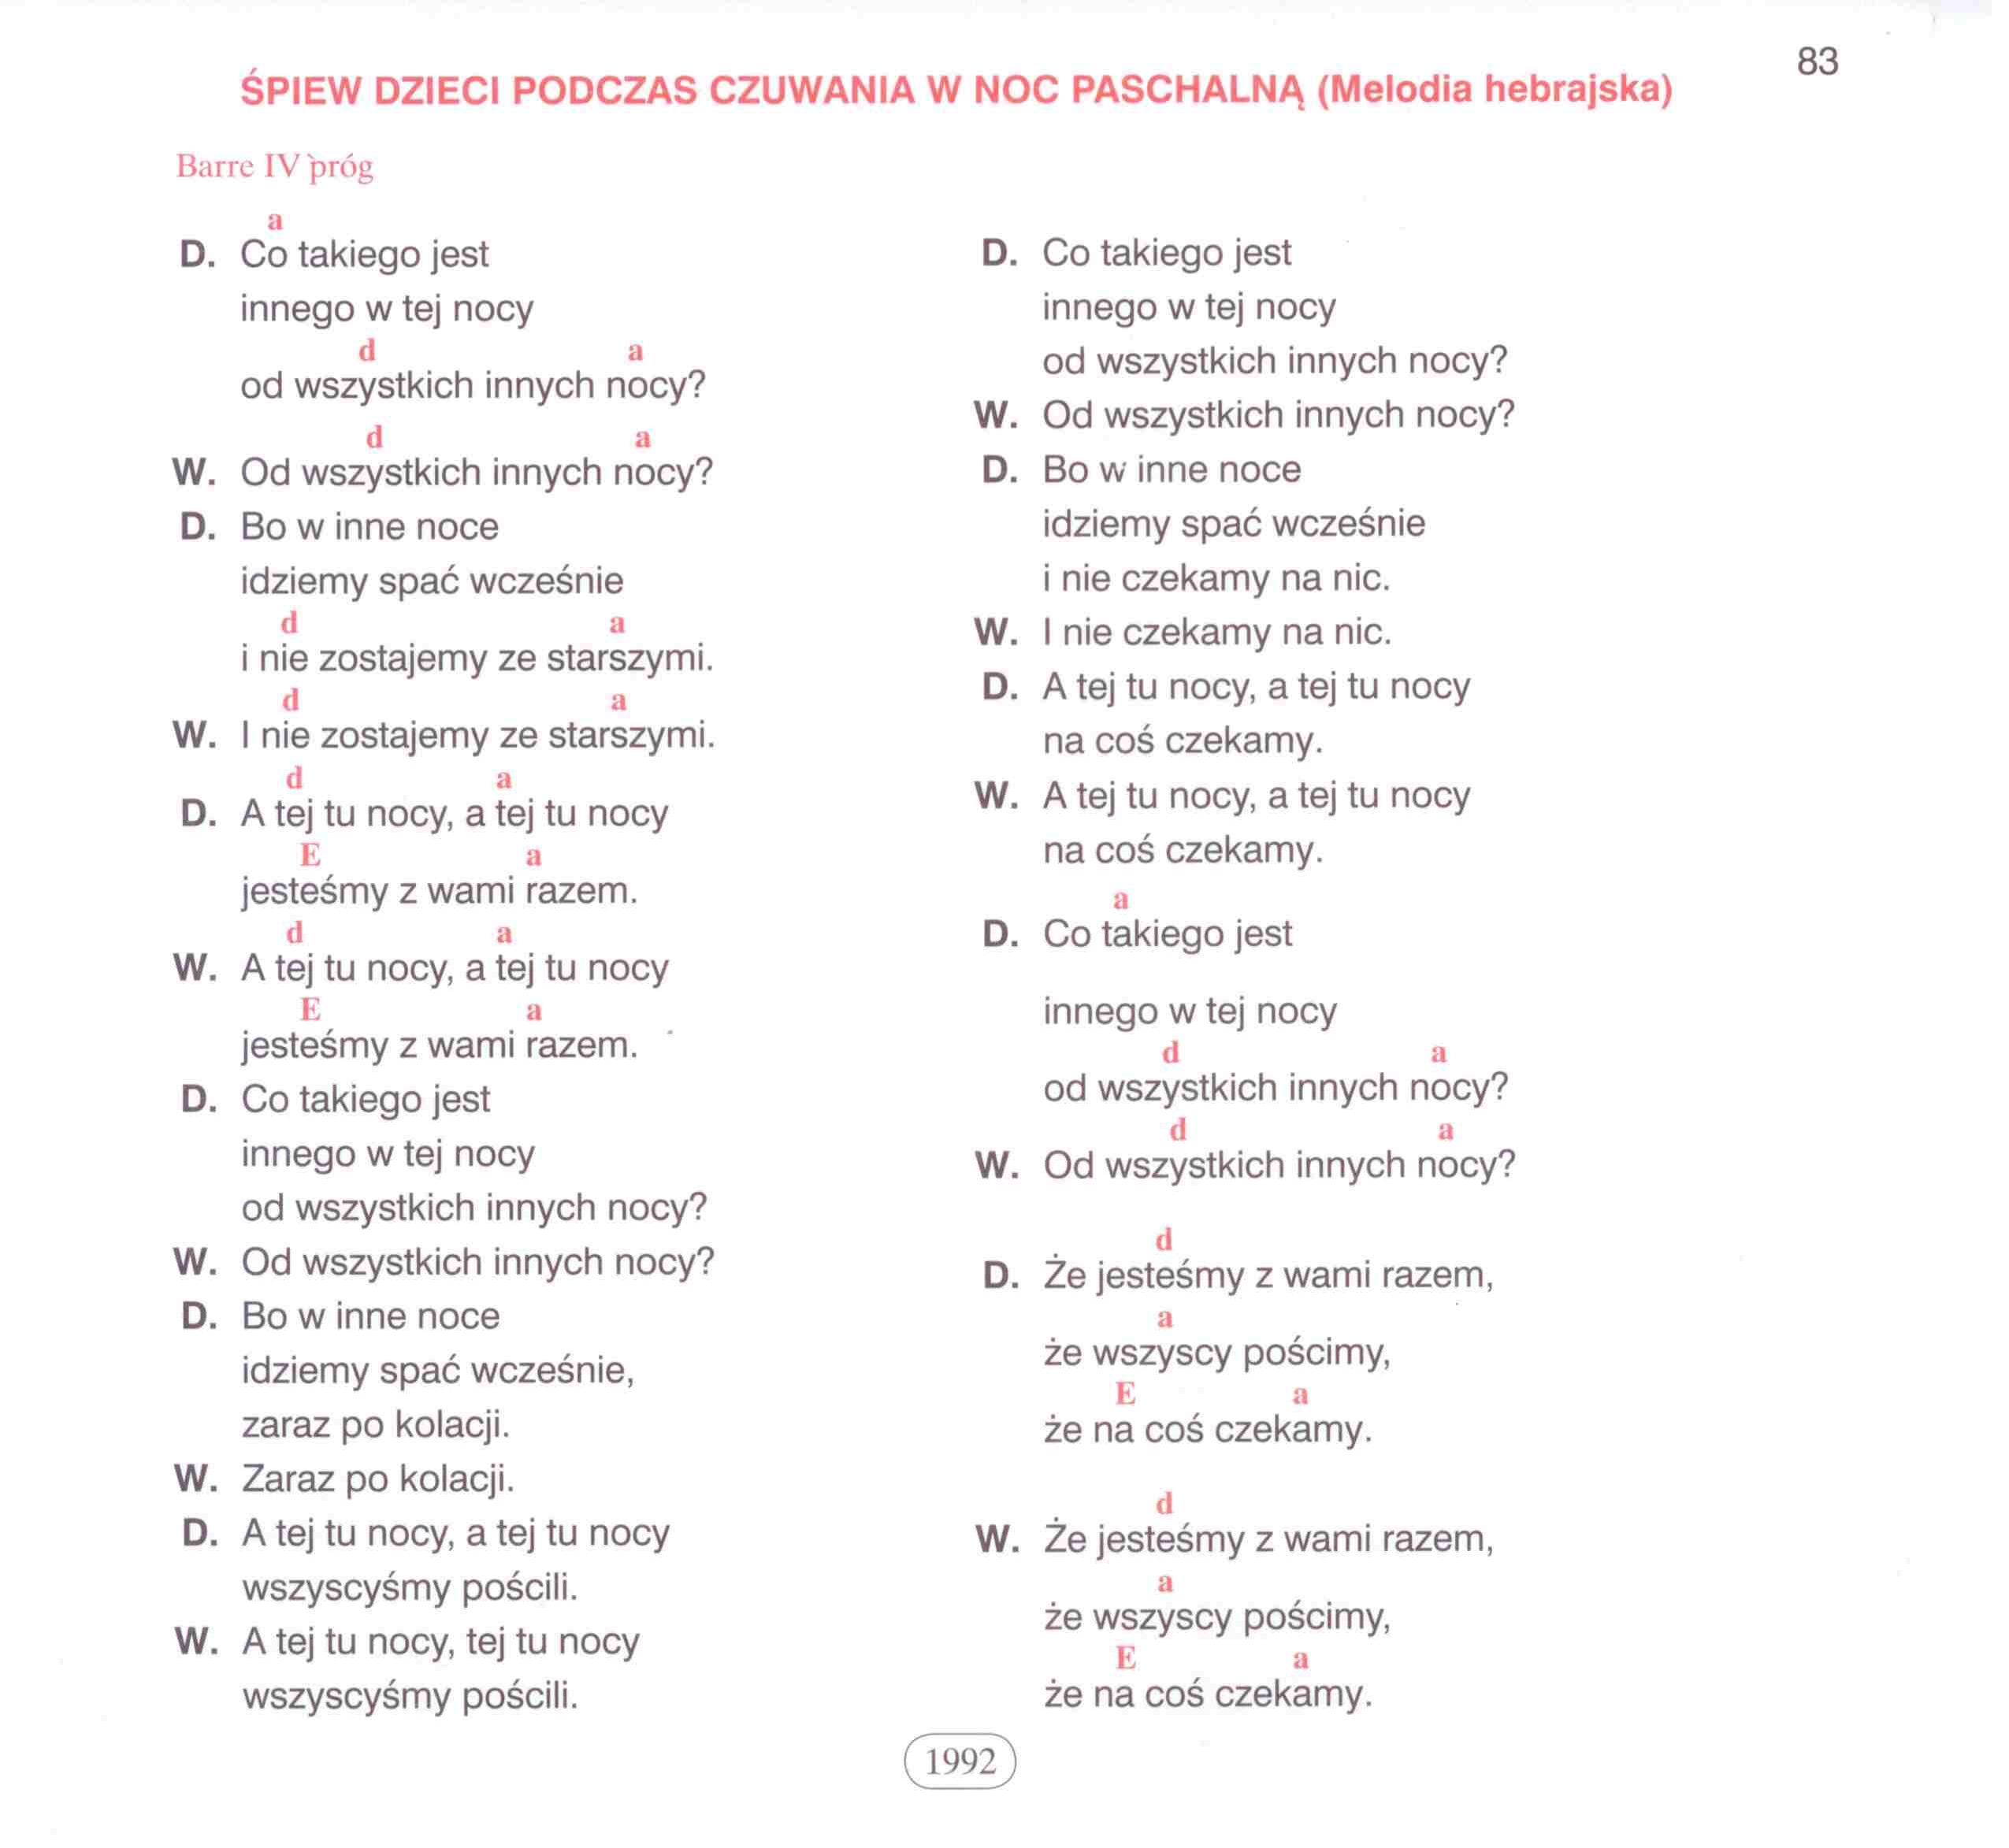 83
ŚPIEW DZIECI PODCZAS CZUWANIA W NOC PASCHALNĄ (Melodia hebrajska)
Barre IV próg
a
D. Co takiego jest
innego w tej nocy
d a
od wszystkich innych nocy?
d a
W. Od wszystkich innych nocy?
D. Bo w inne noce
idziemy spać wcześnie
d a
i nie zostajemy ze starszymi.
d a
W. I nie zostajemy ze starszymi.
d a
D. A tej tu nocy, a tej tu nocy
E a
jesteśmy z wami razem.
d a
W. A tej tu nocy, a tej tu nocy
E a
jesteśmy z wami razem.
D. Co takiego jest
innego w tej nocy
od wszystkich innych nocy?
W. Od wszystkich innych nocy?
D. Bo w inne noce
idziemy spać wcześnie,
zaraz po kolacji.
W. Zaraz po kolacji.
D. A tej tu nocy, a tej tu nocy
wszyscyśmy pościli.
W. A tej tu nocy, tej tu nocy
wszyscyśmy pościli.
D. Co takiego jest
innego w tej nocy
od wszystkich innych nocy?
W. Od wszystkich innych nocy?
D. Bo w inne noce
idziemy spać wcześnie
i nie czekamy na nic.
W. I nie czekamy na nic.
D. A tej tu nocy, a tej tu nocy
na coś czekamy.
W. A tej tu nocy, a tej tu nocy
na coś czekamy.
a
D. Co takiego jest
innego w tej nocy
d a
od wszystkich innych nocy?
d a
W. Od wszystkich innych nocy?
d
D. Że jesteśmy z wami razem,
a
że wszyscy pościmy,
E a
że na coś czekamy.
d
W. Że jesteśmy z wami razem,
a
że wszyscy pościmy,
E a
że na coś czekamy.
1992